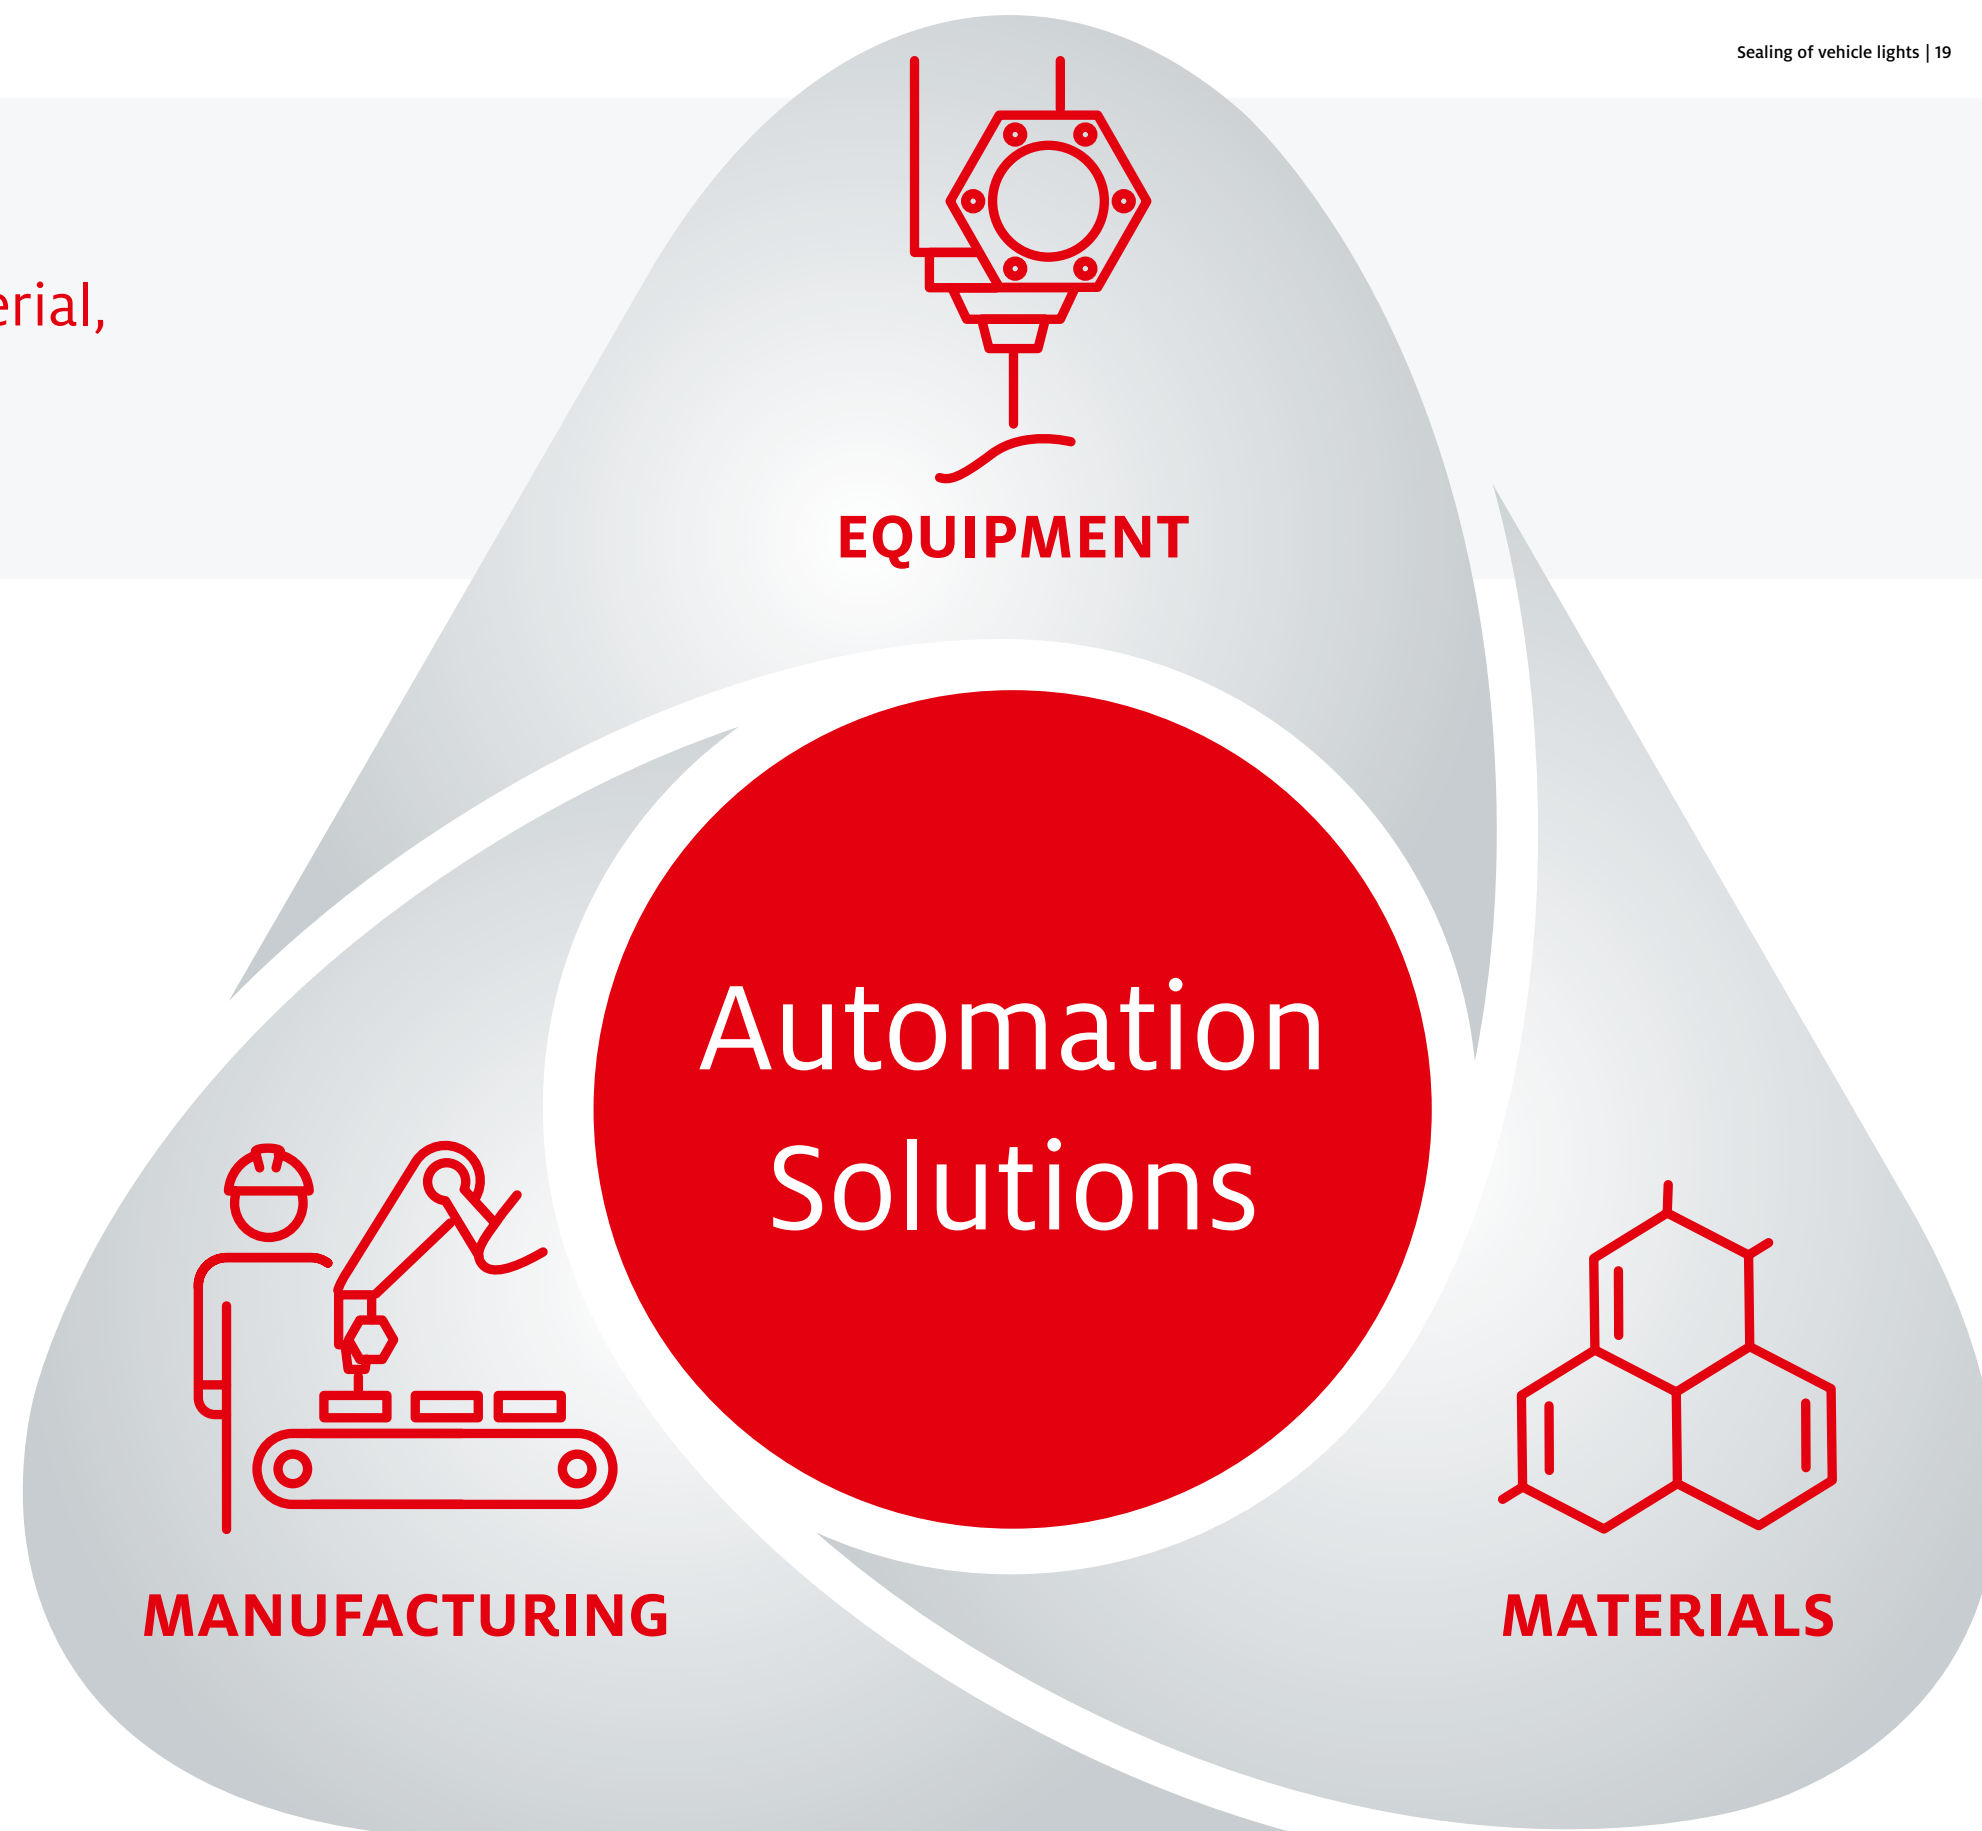 Sealing of vehicle lights | 19
erial,
EQUIPMENT
Automation
Solutions
MANUFACTURING
MATERIALS